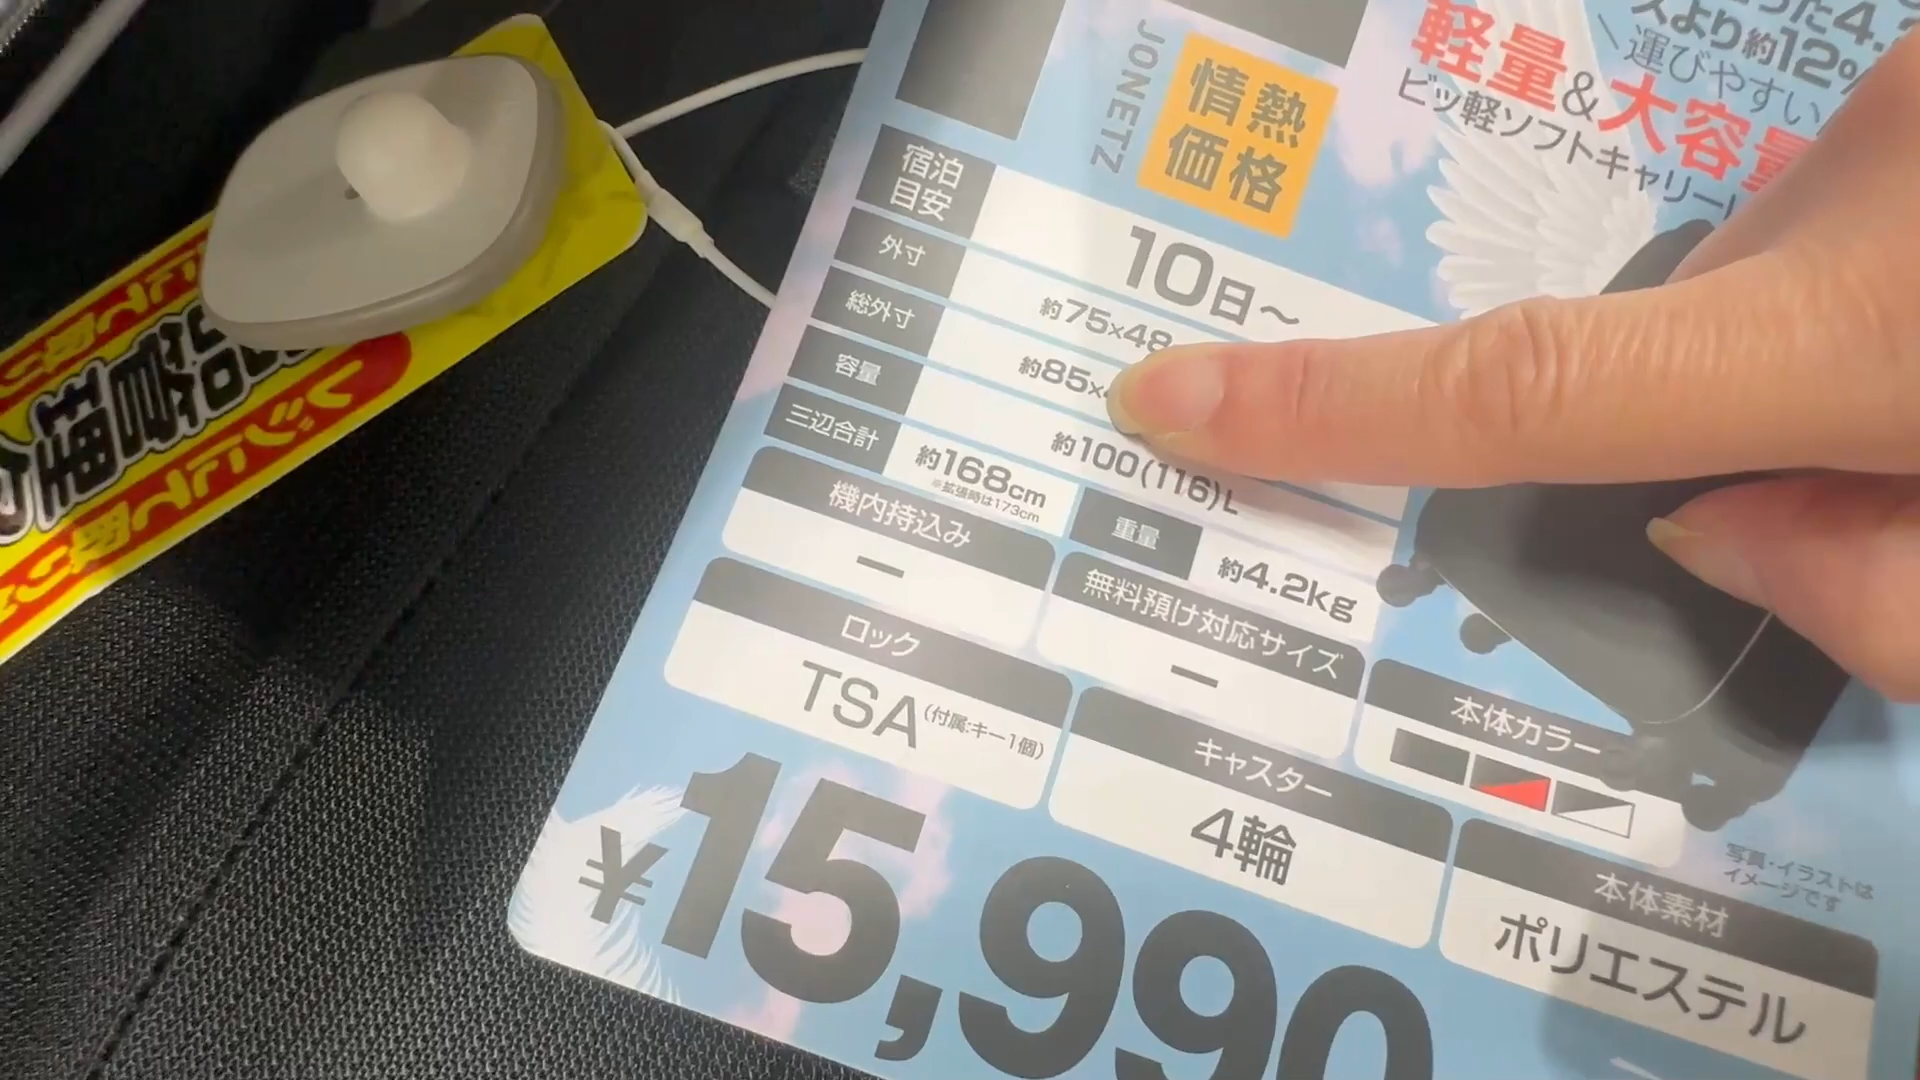 軽量&大容量
運びやすい
ビッ軽ソフトキャリー
JONETZ
情熱
価格
宿泊
目安
10日〜
外寸
約75×48
総外寸
約85×
容量
約100(116)L
三辺合計
約168cm
※拡張時は173cm
重量
約4.2kg
機内持込み
ー
無料預け対応サイズ
ー
ロック
TSA(付属:キー1個)
キャスター
4輪
本体カラー
本体素材
ポリエステル
写真・イラストは
イメージです
¥15,990
レジにて
管理